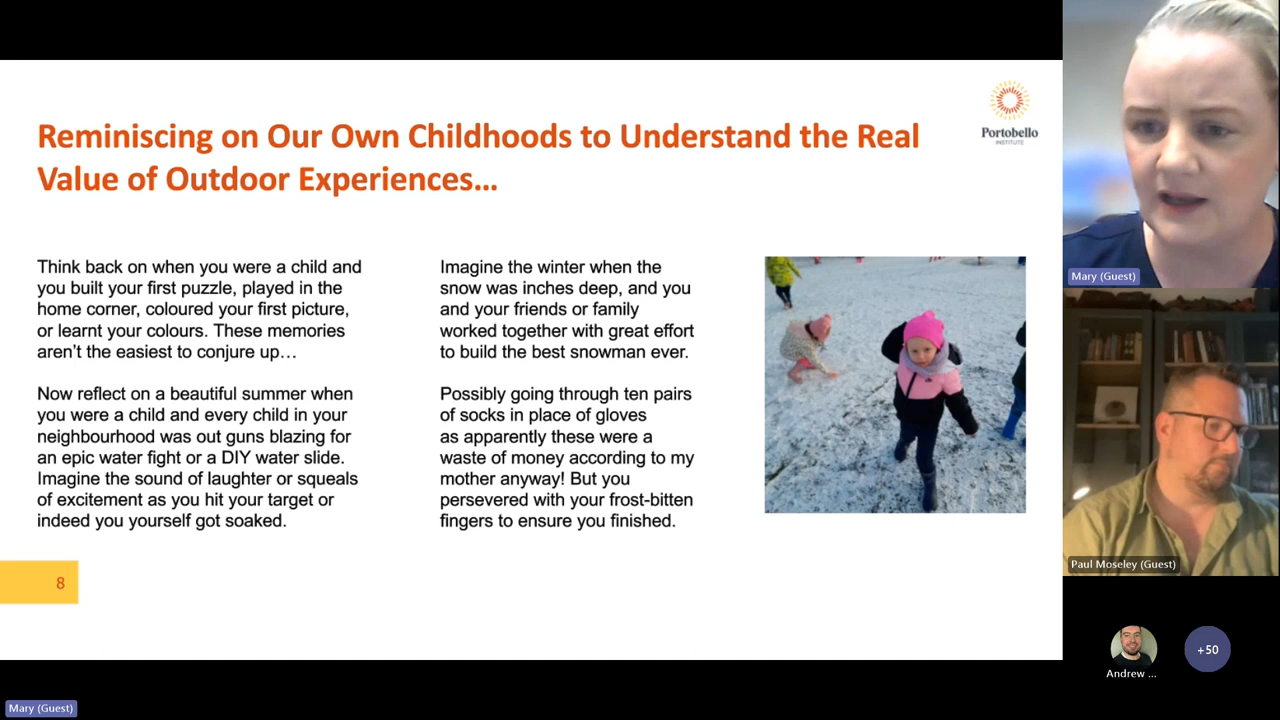 Reminiscing on Our Own Childhoods to Understand the Real
Value of Outdoor Experiences...
Portobello
INSTITUTE
Think back on when you were a child and
you built your first puzzle, played in the
home corner, coloured your first picture,
or learnt your colours. These memories
aren't the easiest to conjure up…
Now reflect on a beautiful summer when
you were a child and every child in your
neighbourhood was out guns blazing for
an epic water fight or a DIY water slide.
Imagine the sound of laughter or squeals
of excitement as you hit your target or
indeed you yourself got soaked.
Imagine the winter when the
snow was inches deep, and you
and your friends or family
worked together with great effort
to build the best snowman ever.
Possibly going through ten pairs
of socks in place of gloves
as apparently these were a
waste of money according to my
mother anyway! But you
persevered with your frost-bitten
fingers to ensure you finished.
8
Mary (Guest)
Paul Moseley (Guest)
Andrew ...
+50
Mary (Guest)